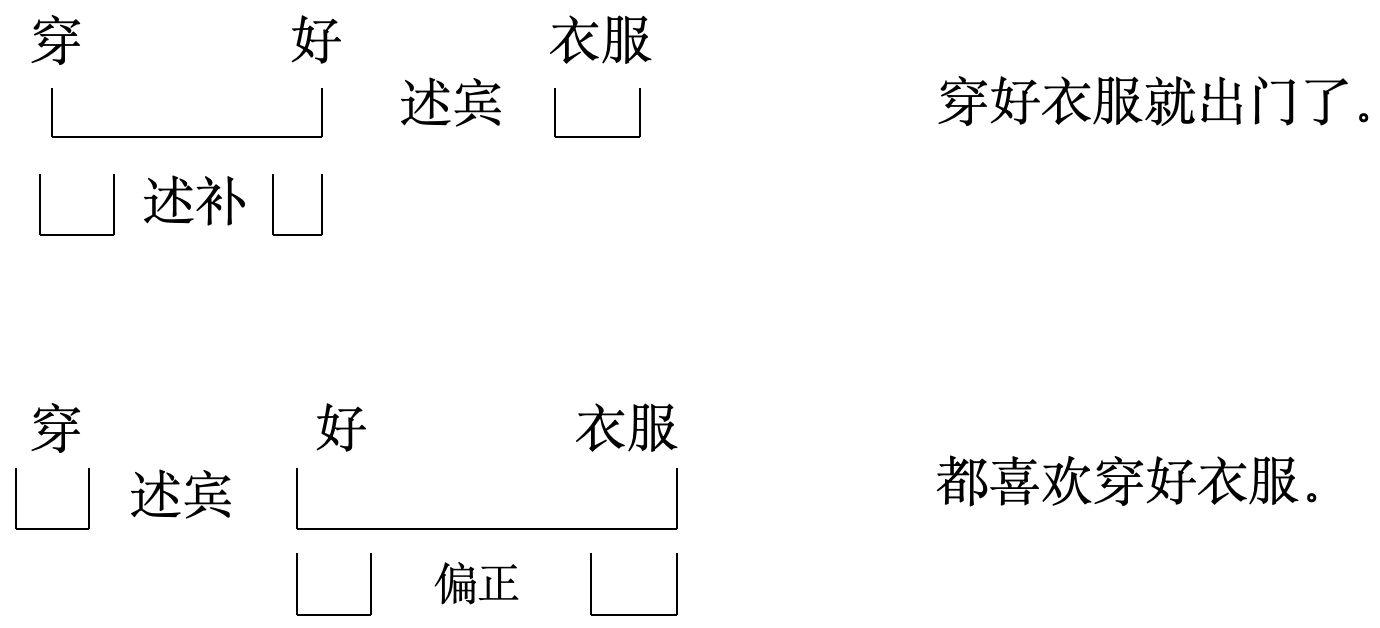 穿 好 衣服
述宾 穿好衣服就出门了。
述补
穿 好 衣服
述宾 都喜欢穿好衣服。
偏正